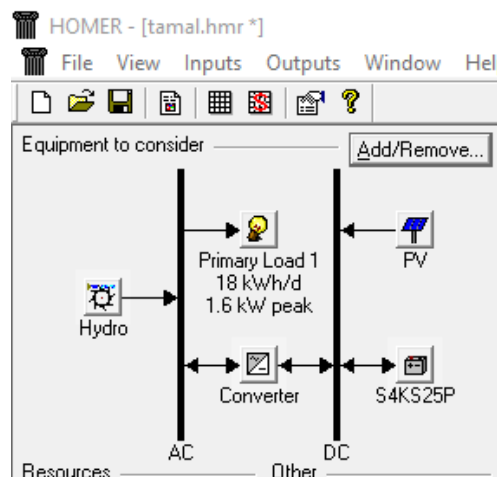 HOMER - [tamal.hmr *]
File View Inputs Outputs Window Hel
Equipment to consider Add/Remove...
Primary Load 1
18 kWh/d
1.6 kW peak
PV
Hydro
Converter
S4KS25P
AC DC
Resources Other